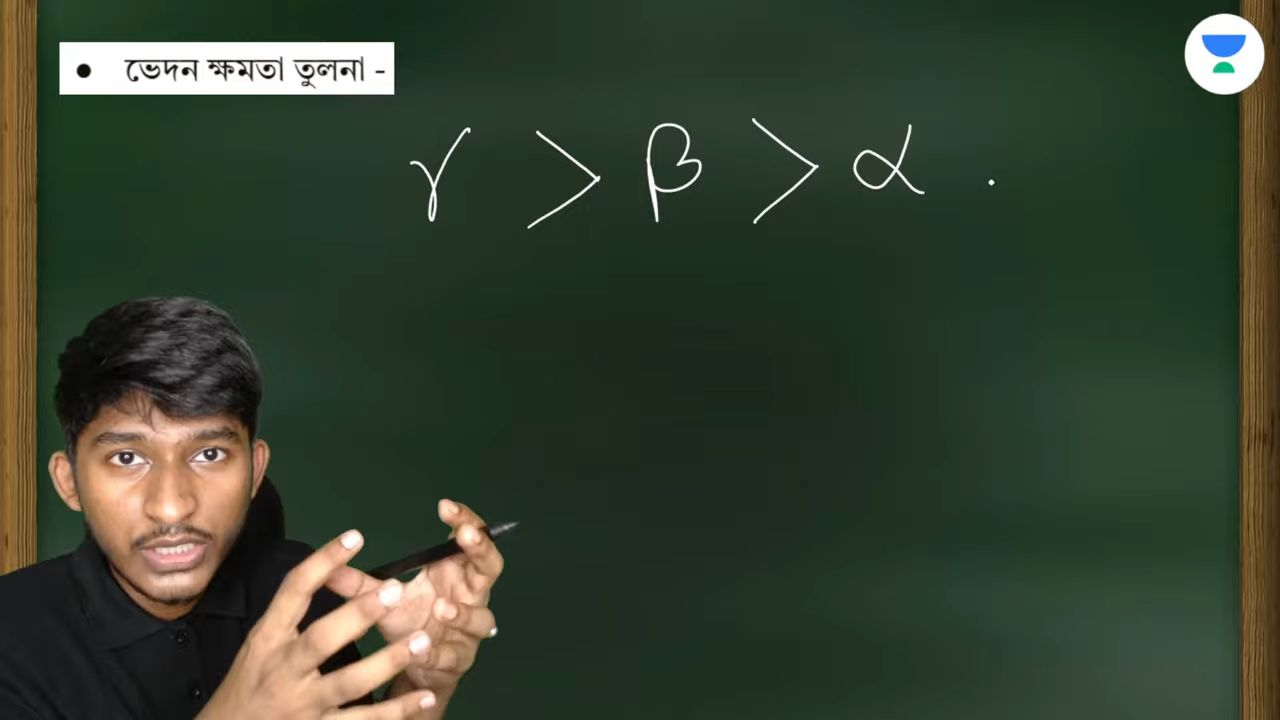 ● ভেদন ক্ষমতা তুলনা -
γ > β > α .